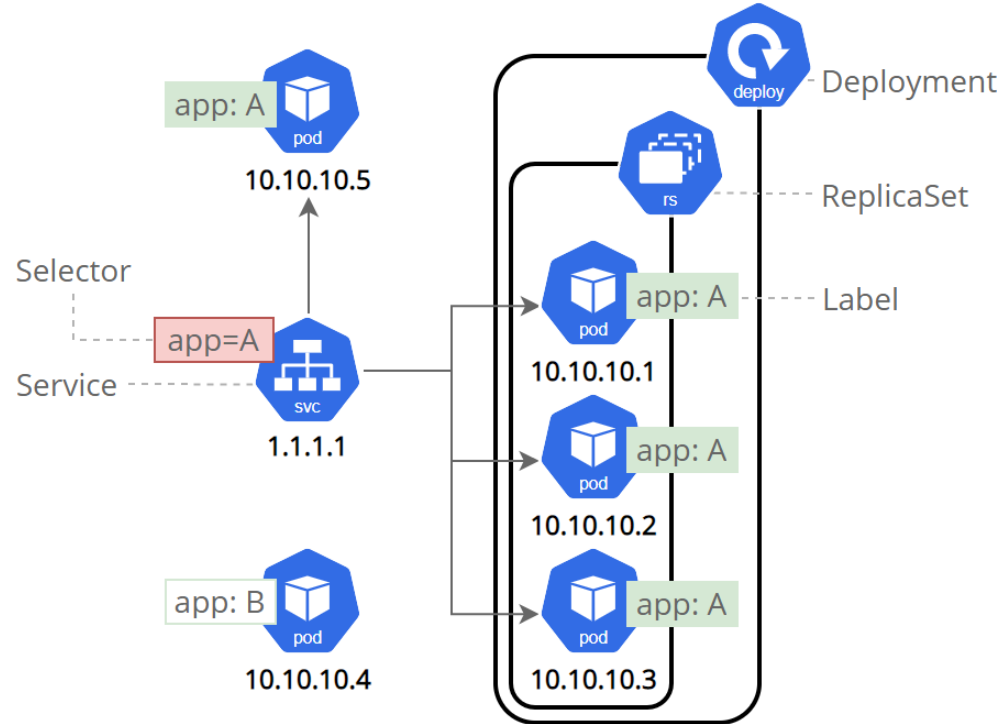 deploy
Deployment
app: A
pod
10.10.10.5
rs
ReplicaSet
Selector
app=A
Service
svc
1.1.1.1
pod
app: A
Label
10.10.10.1
pod
app: A
10.10.10.2
app: B
pod
10.10.10.4
pod
app: A
10.10.10.3